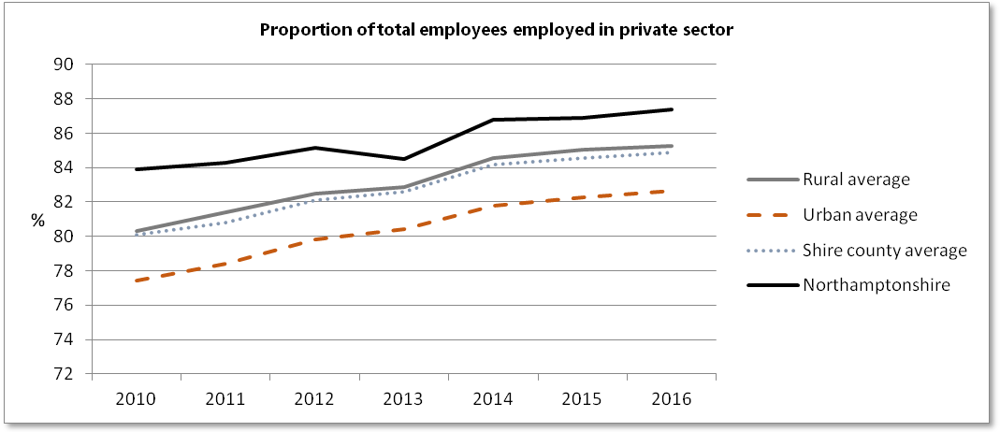 Proportion of total employees employed in private sector
90
88
86
84
82
80
78
76
74
72
%
2010 2011 2012 2013 2014 2015 2016
Rural average
Urban average
Shire county average
Northamptonshire